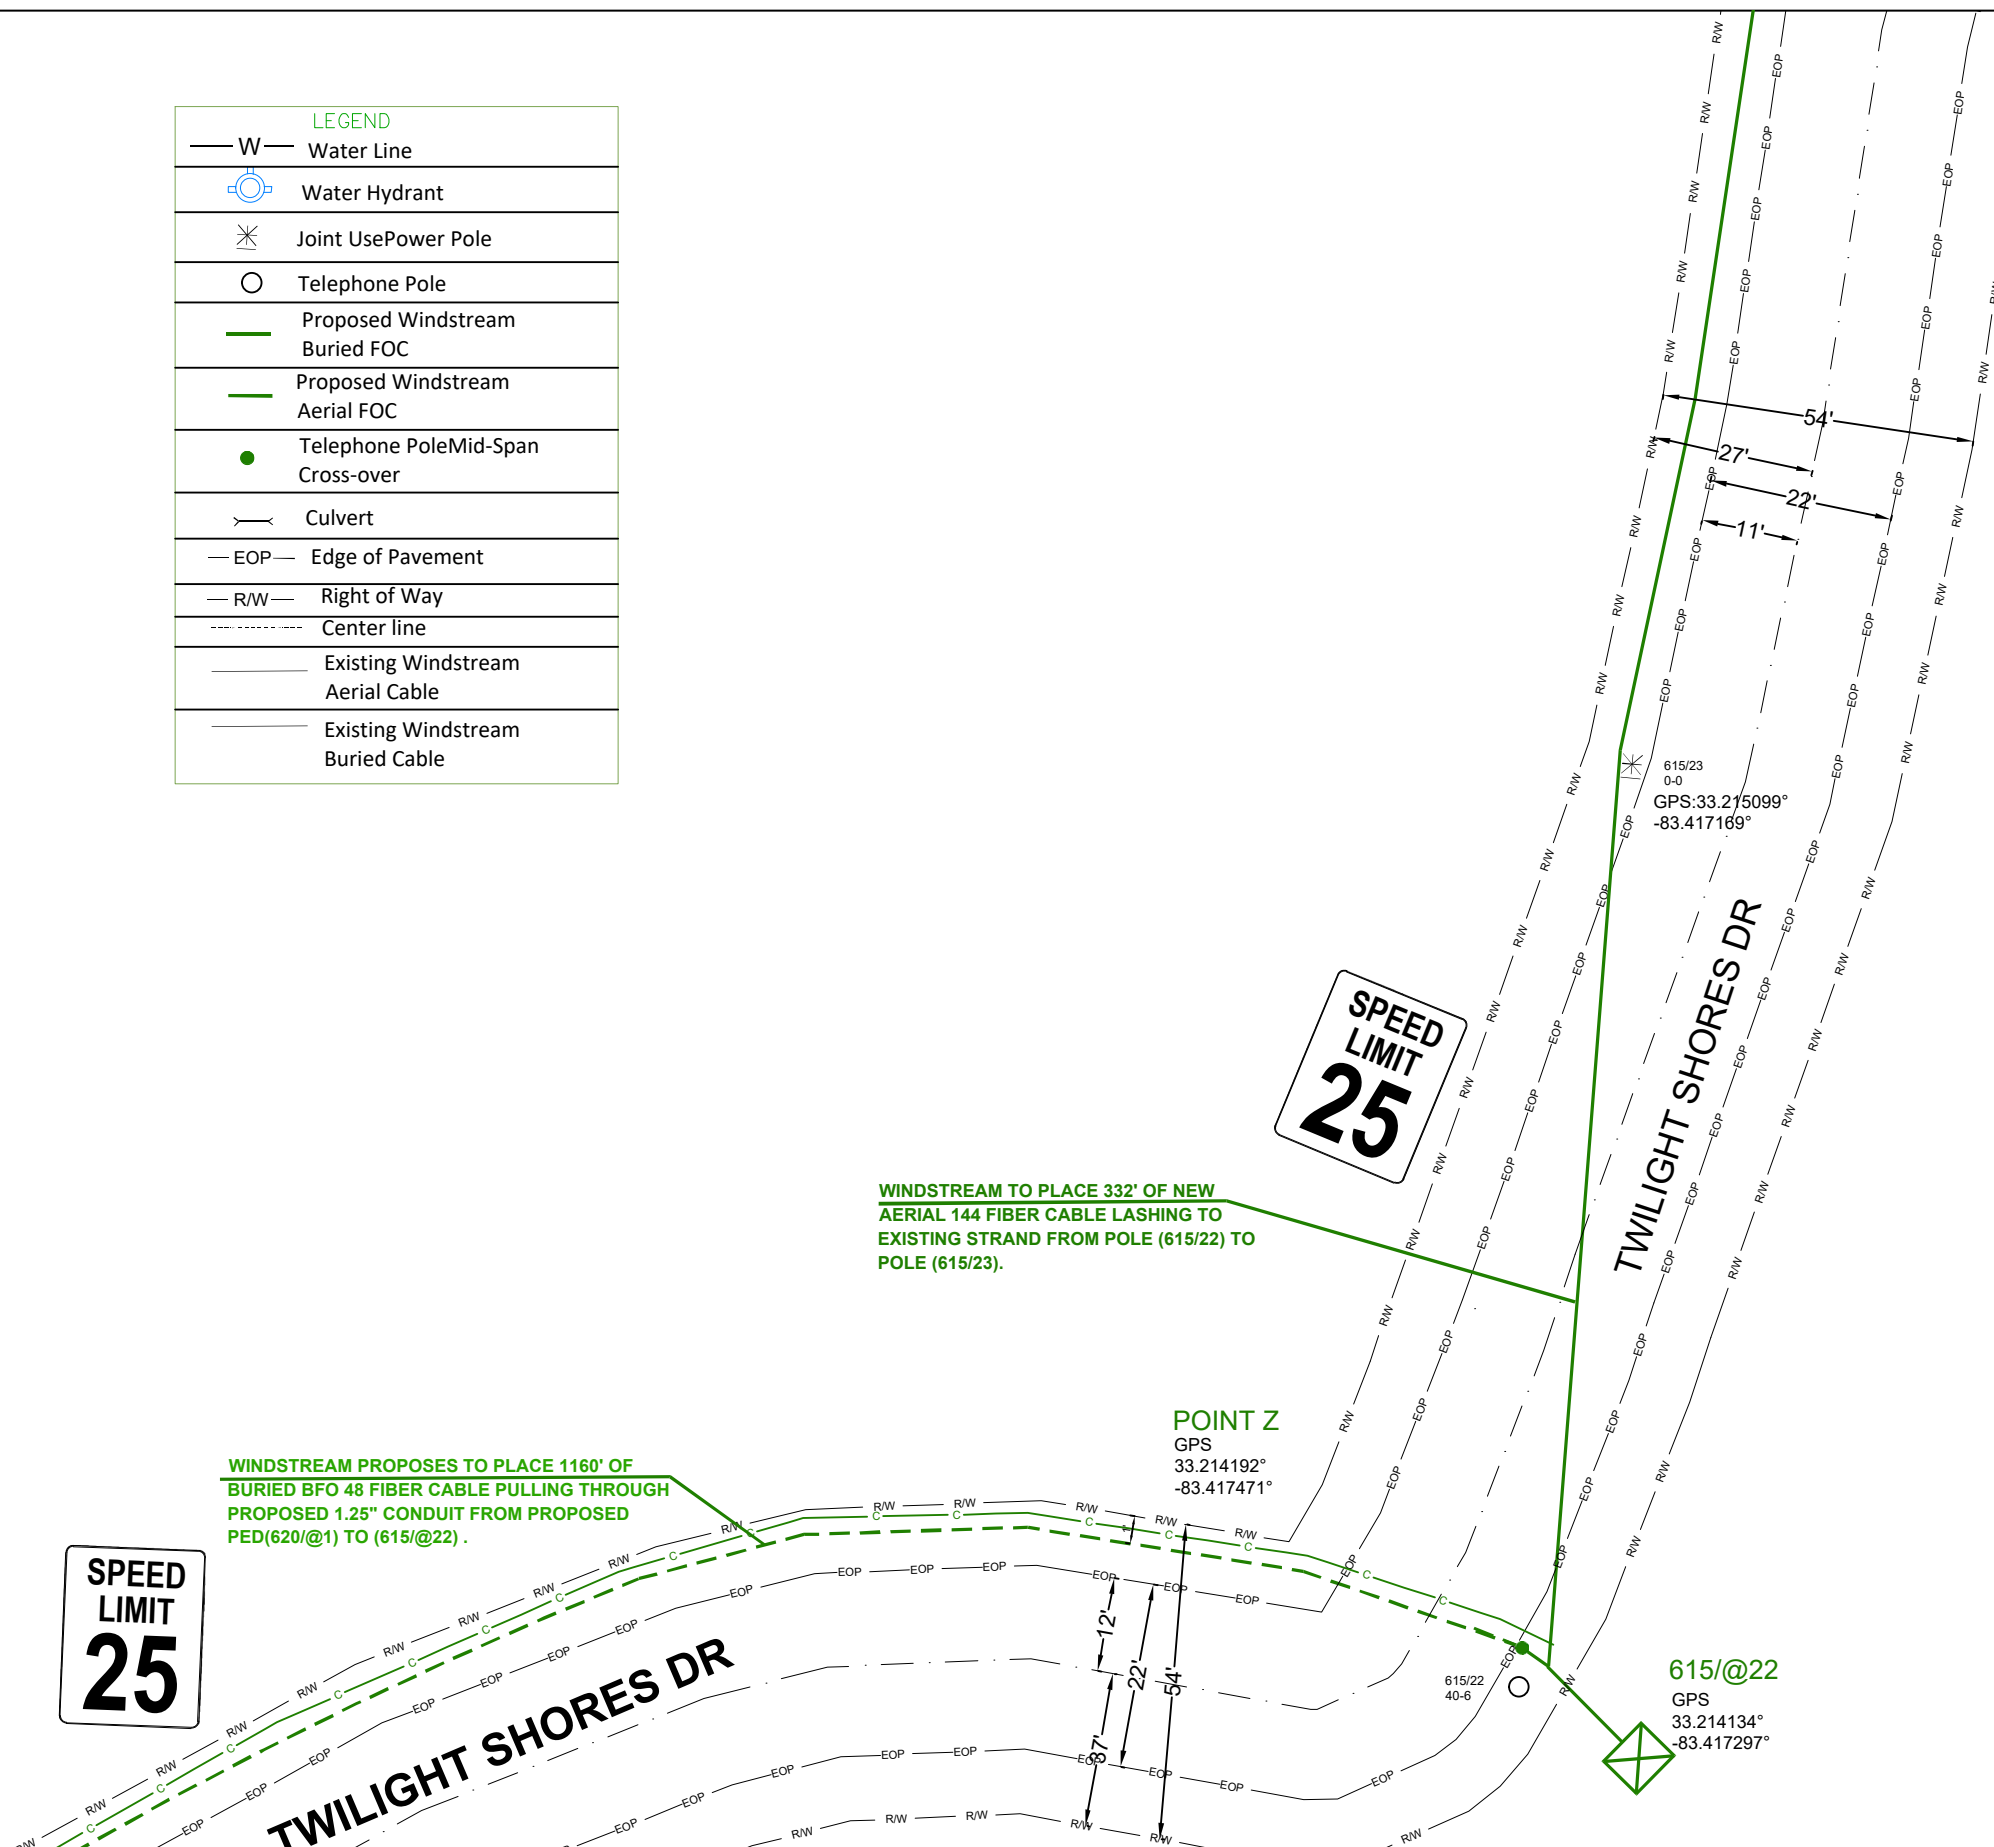 LEGEND
W
Water Line
Water Hydrant
Joint UsePower Pole
Telephone Pole
Proposed Windstream
Buried FOC
Proposed Windstream
Aerial FOC
Telephone PoleMid-Span
Cross-over
Culvert
EOP
Edge of Pavement
R/W
Right of Way
Center line
Existing Windstream
Aerial Cable
Existing Windstream
Buried Cable
54'
27'
22'
11'
615/23
0-0
GPS:33.215099°
-83.417169°
TWILIGHT SHORES DR
SPEED
LIMIT
25
WINDSTREAM TO PLACE 332' OF NEW
AERIAL 144 FIBER CABLE LASHING TO
EXISTING STRAND FROM POLE (615/22) TO
POLE (615/23).
POINT Z
GPS
33.214192°
-83.417471°
WINDSTREAM PROPOSES TO PLACE 1160' OF
BURIED BFO 48 FIBER CABLE PULLING THROUGH
PROPOSED 1.25" CONDUIT FROM PROPOSED
PED(620/@1) TO (615/@22) .
SPEED
LIMIT
25
TWILIGHT SHORES DR
12'
22'
54'
37'
615/22
40-6
615/@22
GPS
33.214134°
-83.417297°